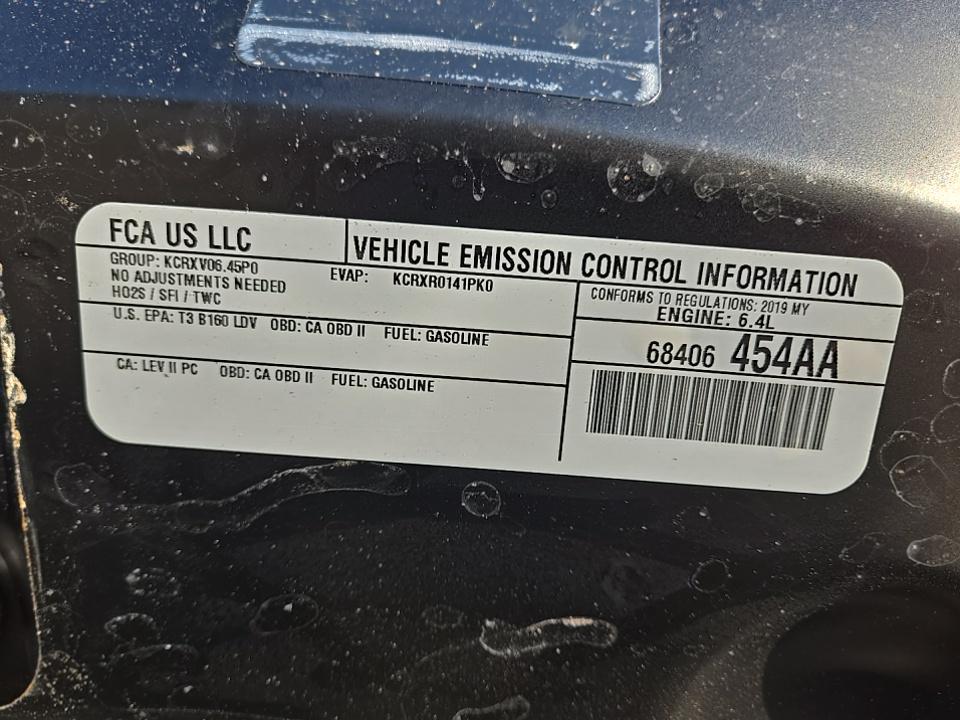 FCA US LLC
VEHICLE EMISSION CONTROL INFORMATION
GROUP: KCRXV06.45P0
EVAP: KCRXR0141PK0
NO ADJUSTMENTS NEEDED
HO2S / SFI / TWC
U.S. EPA: T3 B160 LDV OBD: CA OBD II FUEL: GASOLINE
CA: LEV II PC OBD: CA OBD II FUEL: GASOLINE
CONFORMS TO REGULATIONS: 2019 MY
ENGINE: 6.4L
68406 454AA